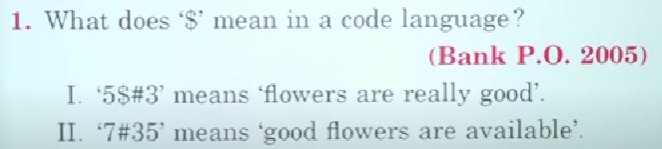 1. What does ‘$’ mean in a code language?
(Bank P.O. 2005)
I. ‘5$#3’ means ‘flowers are really good’.
II. ‘7#35’ means ‘good flowers are available’.